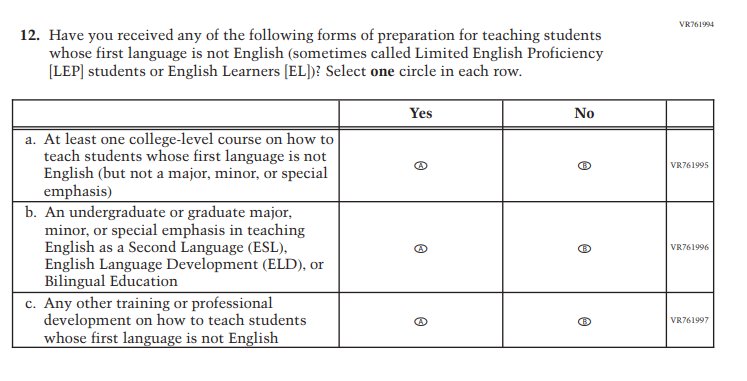 VR761994
12. Have you received any of the following forms of preparation for teaching students
whose first language is not English (sometimes called Limited English Proficiency
[LEP] students or English Learners [EL])? Select one circle in each row.
Yes No
a. At least one college-level course on how to
teach students whose first language is not
English (but not a major, minor, or special
emphasis)
A B VR761995
b. An undergraduate or graduate major,
minor, or special emphasis in teaching
English as a Second Language (ESL),
English Language Development (ELD), or
Bilingual Education
A B VR761996
c. Any other training or professional
development on how to teach students
whose first language is not English
A B VR761997